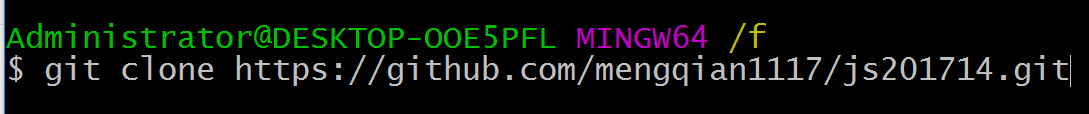 Administrator@DESKTOP-OOE5PFL MINGW64 /f
$ git clone https://github.com/mengqian1117/js201714.git